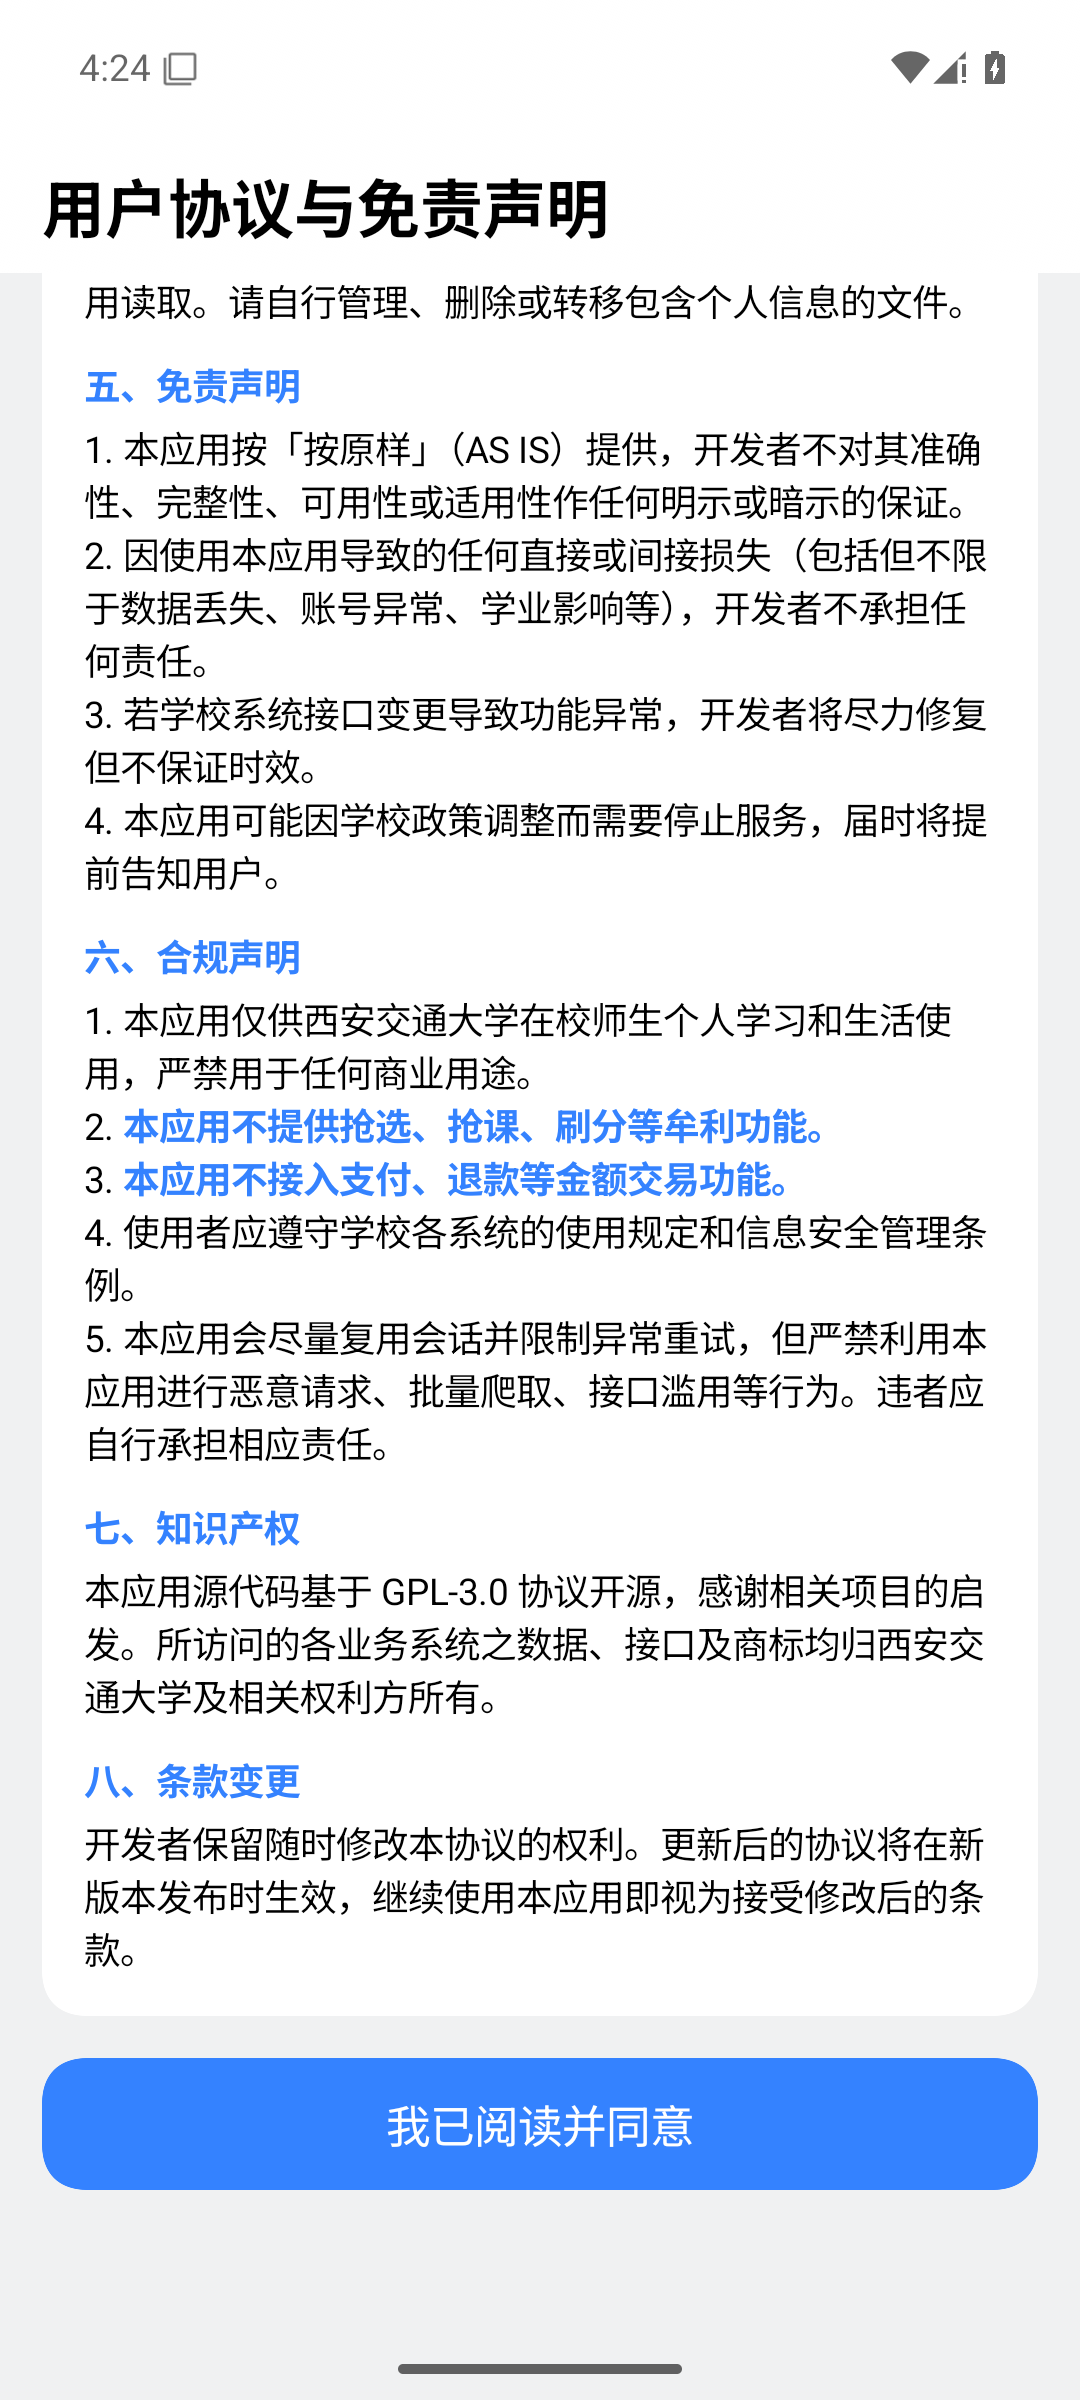 4:24
用户协议与免责声明
用读取。请自行管理、删除或转移包含个人信息的文件。
五、免责声明
1. 本应用按「按原样」（AS IS）提供，开发者不对其准确
性、完整性、可用性或适用性作任何明示或暗示的保证。
2. 因使用本应用导致的任何直接或间接损失（包括但不限
于数据丢失、账号异常、学业影响等），开发者不承担任
何责任。
3. 若学校系统接口变更导致功能异常，开发者将尽力修复
但不保证时效。
4. 本应用可能因学校政策调整而需要停止服务，届时将提
前告知用户。
六、合规声明
1. 本应用仅供西安交通大学在校师生个人学习和生活使
用，严禁用于任何商业用途。
2. 本应用不提供抢选、抢课、刷分等牟利功能。
3. 本应用不接入支付、退款等金额交易功能。
4. 使用者应遵守学校各系统的使用规定和信息安全管理条
例。
5. 本应用会尽量复用会话并限制异常重试，但严禁利用本
应用进行恶意请求、批量爬取、接口滥用等行为。违者应
自行承担相应责任。
七、知识产权
本应用源代码基于 GPL-3.0 协议开源，感谢相关项目的启
发。所访问的各业务系统之数据、接口及商标均归西安交
通大学及相关权利方所有。
八、条款变更
开发者保留随时修改本协议的权利。更新后的协议将在新
版本发布时生效，继续使用本应用即视为接受修改后的条
款。
我已阅读并同意